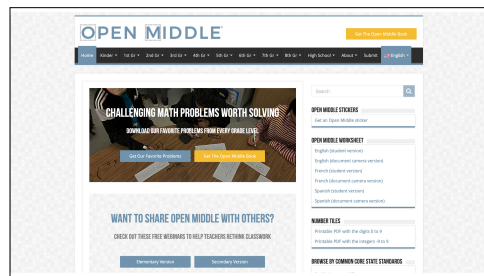 OPEN MIDDLE®
Get The Open Middle Book
Home Kinder 1st Gr 2nd Gr 3rd Gr 4th Gr 5th Gr 6th Gr 7th Gr 8th Gr High School About Submit English
CHALLENGING MATH PROBLEMS WORTH SOLVING
DOWNLOAD OUR FAVORITE PROBLEMS FROM EVERY GRADE LEVEL
Get Our Favorite Problems Get The Open Middle Book
WANT TO SHARE OPEN MIDDLE WITH OTHERS?
CHECK OUT THESE FREE WEBINARS TO HELP TEACHERS RETHINK CLASSWORK
Elementary Version Secondary Version
Search
OPEN MIDDLE STICKERS
Get an Open Middle sticker
OPEN MIDDLE WORKSHEET
English (student version)
English (document camera version)
French (student version)
French (document camera version)
Spanish (student version)
Spanish (document camera version)
NUMBER TILES
Printable PDF with the digits 0 to 9
Printable PDF with the integers -9 to 9
BROWSE BY COMMON CORE STATE STANDARDS